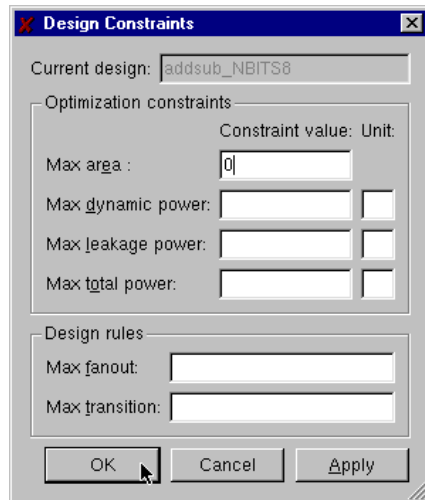 Design Constraints
Current design: addsub_NBITS8
Optimization constraints
Constraint value: Unit:
Max area : 0
Max dynamic power:
Max leakage power:
Max total power:
Design rules
Max fanout:
Max transition:
OK Cancel Apply